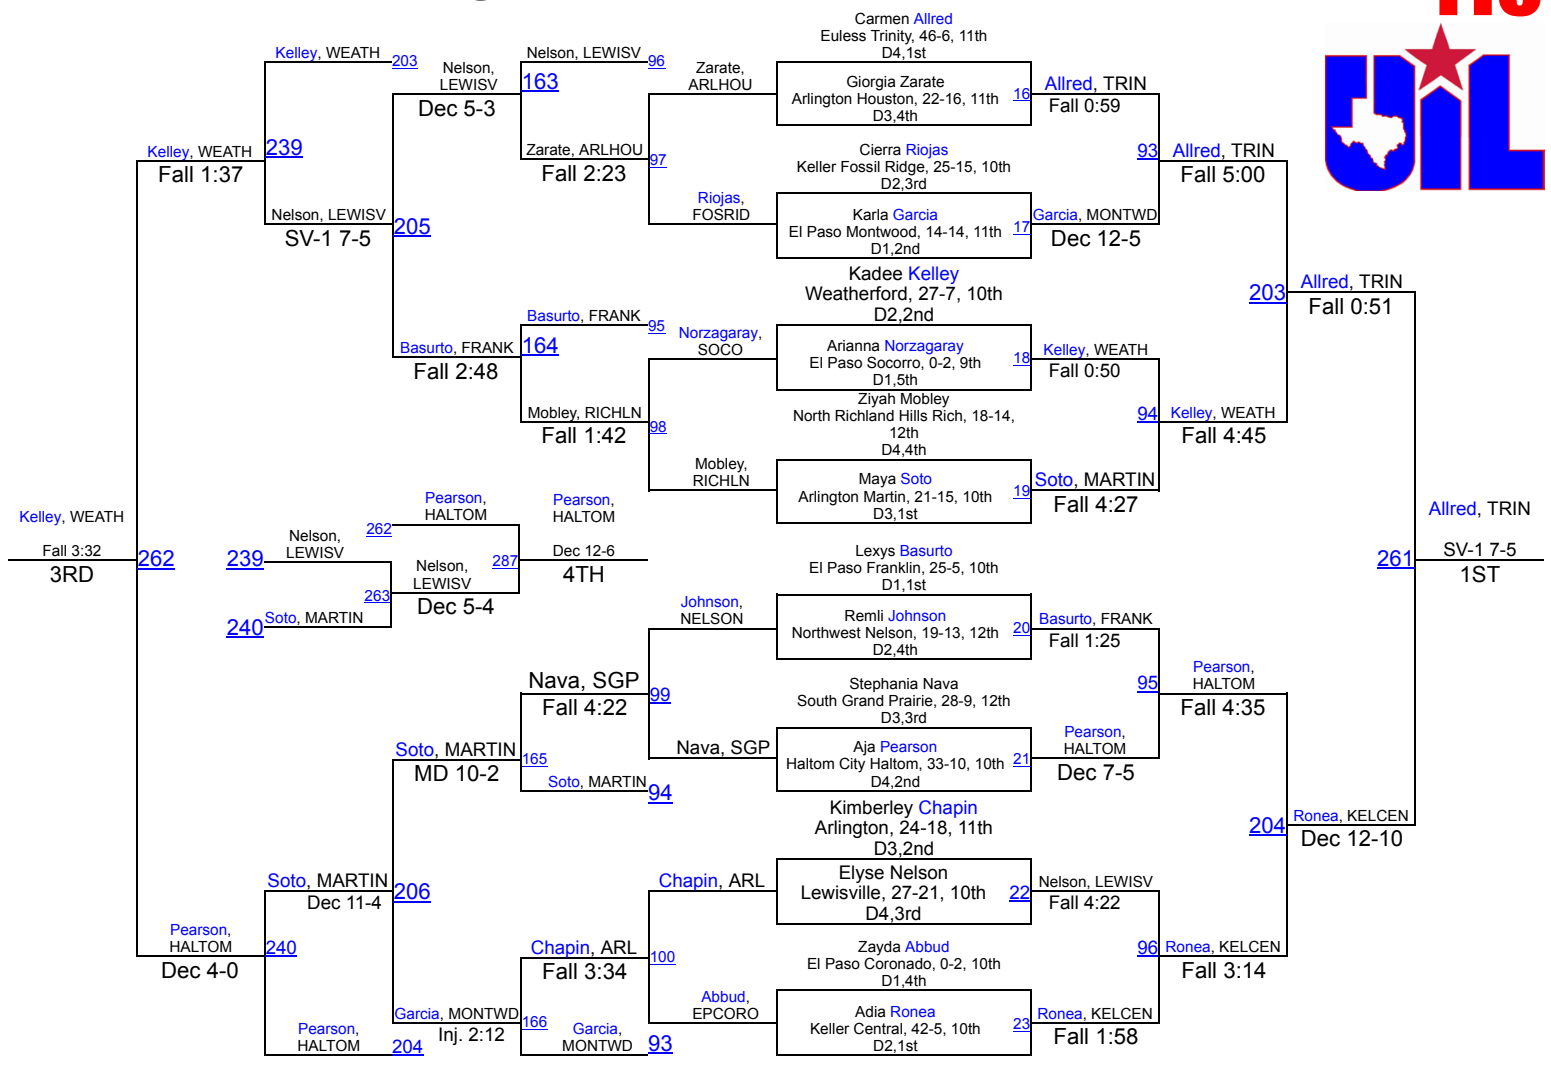 Carmen Allred
Euless Trinity, 46-6, 11th
D4,1st
Kelley, WEATH
203
Nelson,
LEWISV
Dec 5-3
Nelson, LEWISV
96
163
Zarate,
ARLHOU
Giorgia Zarate
Arlington Houston, 22-16, 11th
D3,4th
16
Allred, TRIN
Fall 0:59
UIL
239
Kelley, WEATH
Fall 1:37
Zarate, ARLHOU
Fall 2:23
97
Cierra Riojas
Keller Fossil Ridge, 25-15, 10th
D2,3rd
93
Allred, TRIN
Fall 5:00
Nelson, LEWISV
SV-1 7-5
205
Riojas,
FOSRID
Karla Garcia
El Paso Montwood, 14-14, 11th
D1,2nd
17
Garcia, MONTWD
Dec 12-5
Kadee Kelley
Weatherford, 27-7, 10th
D2,2nd
203
Allred, TRIN
Fall 0:51
Basurto, FRANK
95
164
Basurto, FRANK
Fall 2:48
Norzagaray,
SOCO
Arianna Norzagaray
El Paso Socorro, 0-2, 9th
D1,5th
18
Kelley, WEATH
Fall 0:50
Mobley, RICHLN
Fall 1:42
98
Ziyah Mobley
North Richland Hills Rich, 18-14,
12th
D4,4th
94
Kelley, WEATH
Fall 4:45
Mobley,
RICHLN
Maya Soto
Arlington Martin, 21-15, 10th
D3,1st
19
Soto, MARTIN
Fall 4:27
Kelley, WEATH
Fall 3:32
3RD
262
Pearson,
HALTOM
262
Pearson,
HALTOM
Dec 12-6
4TH
287
239
Nelson,
LEWISV
Nelson,
LEWISV
Dec 5-4
263
240
Soto, MARTIN
Lexys Basurto
El Paso Franklin, 25-5, 10th
D1,1st
261
Allred, TRIN
SV-1 7-5
1ST
Johnson,
NELSON
Remli Johnson
Northwest Nelson, 19-13, 12th
D2,4th
20
Basurto, FRANK
Fall 1:25
Nava, SGP
Fall 4:22
99
Stephania Nava
South Grand Prairie, 28-9, 12th
D3,3rd
95
Pearson,
HALTOM
Fall 4:35
Soto, MARTIN
MD 10-2
165
Nava, SGP
Aja Pearson
Haltom City Haltom, 33-10, 10th
D4,2nd
21
Pearson,
HALTOM
Dec 7-5
Soto, MARTIN
94
Kimberley Chapin
Arlington, 24-18, 11th
D3,2nd
204
Ronea, KELCEN
Dec 12-10
Soto, MARTIN
Dec 11-4
206
Chapin, ARL
Elyse Nelson
Lewisville, 27-21, 10th
D4,3rd
22
Nelson, LEWISV
Fall 4:22
Pearson,
HALTOM
Dec 4-0
240
Chapin, ARL
Fall 3:34
100
Zayda Abbud
El Paso Coronado, 0-2, 10th
D1,4th
96
Ronea, KELCEN
Fall 3:14
Garcia, MONTWD
Inj. 2:12
166
Abbud,
EPCORO
Adia Ronea
Keller Central, 42-5, 10th
D2,1st
23
Ronea, KELCEN
Fall 1:58
Pearson,
HALTOM
204
Garcia,
MONTWD
93